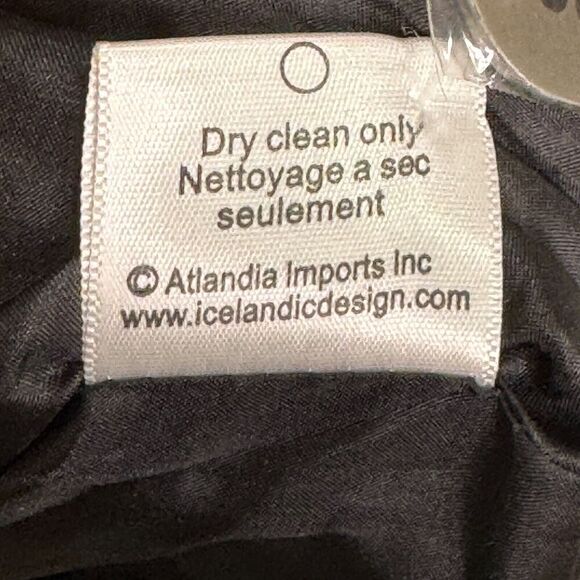 Dry clean only
Nettoyage a sec
seulement
© Atlandia Imports Inc
www.icelandicdesign.com